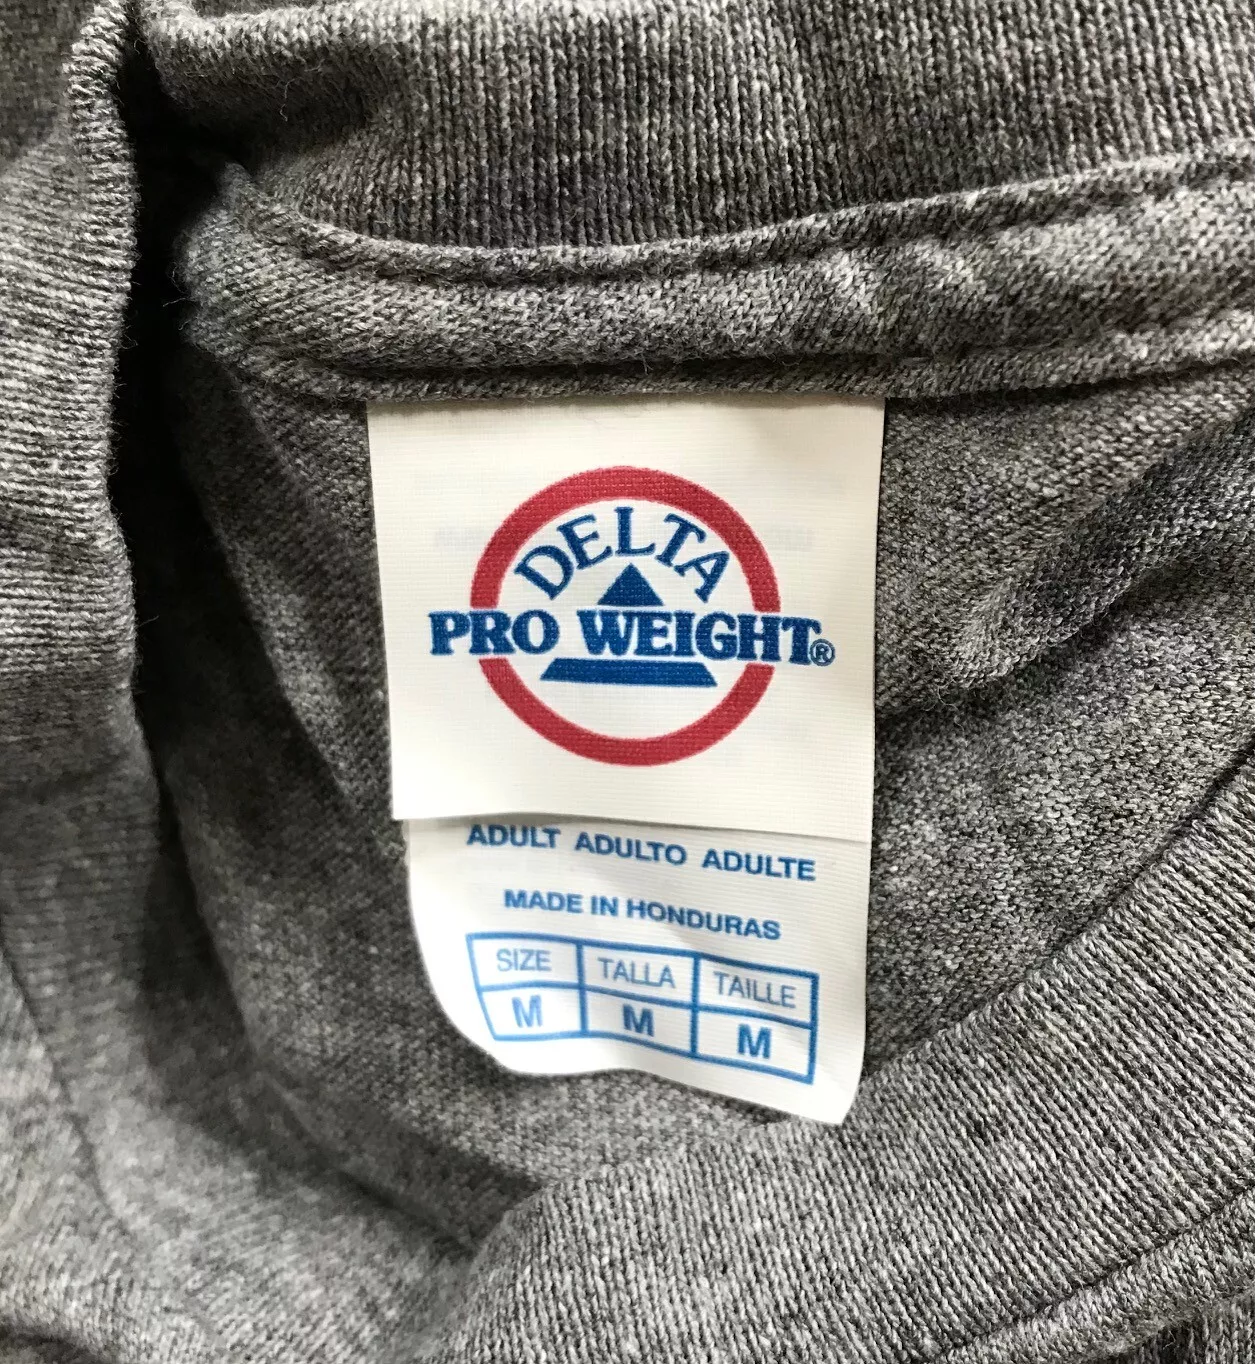 DELTA
PRO WEIGHT®
ADULT ADULTO ADULTE
MADE IN HONDURAS
SIZE TALLA TAILLE
M M M